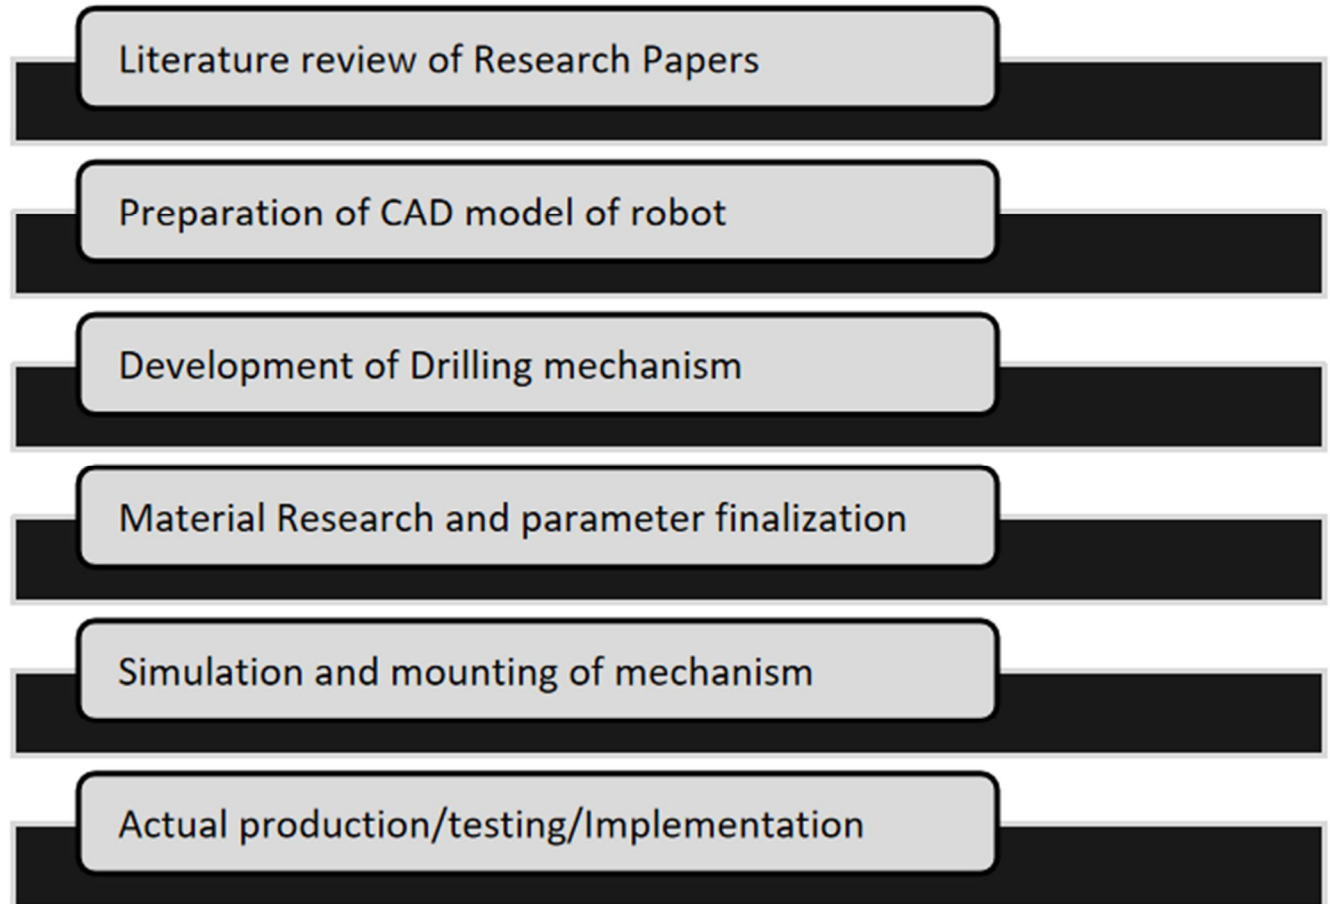 Literature review of Research Papers
Preparation of CAD model of robot
Development of Drilling mechanism
Material Research and parameter finalization
Simulation and mounting of mechanism
Actual production/testing/Implementation